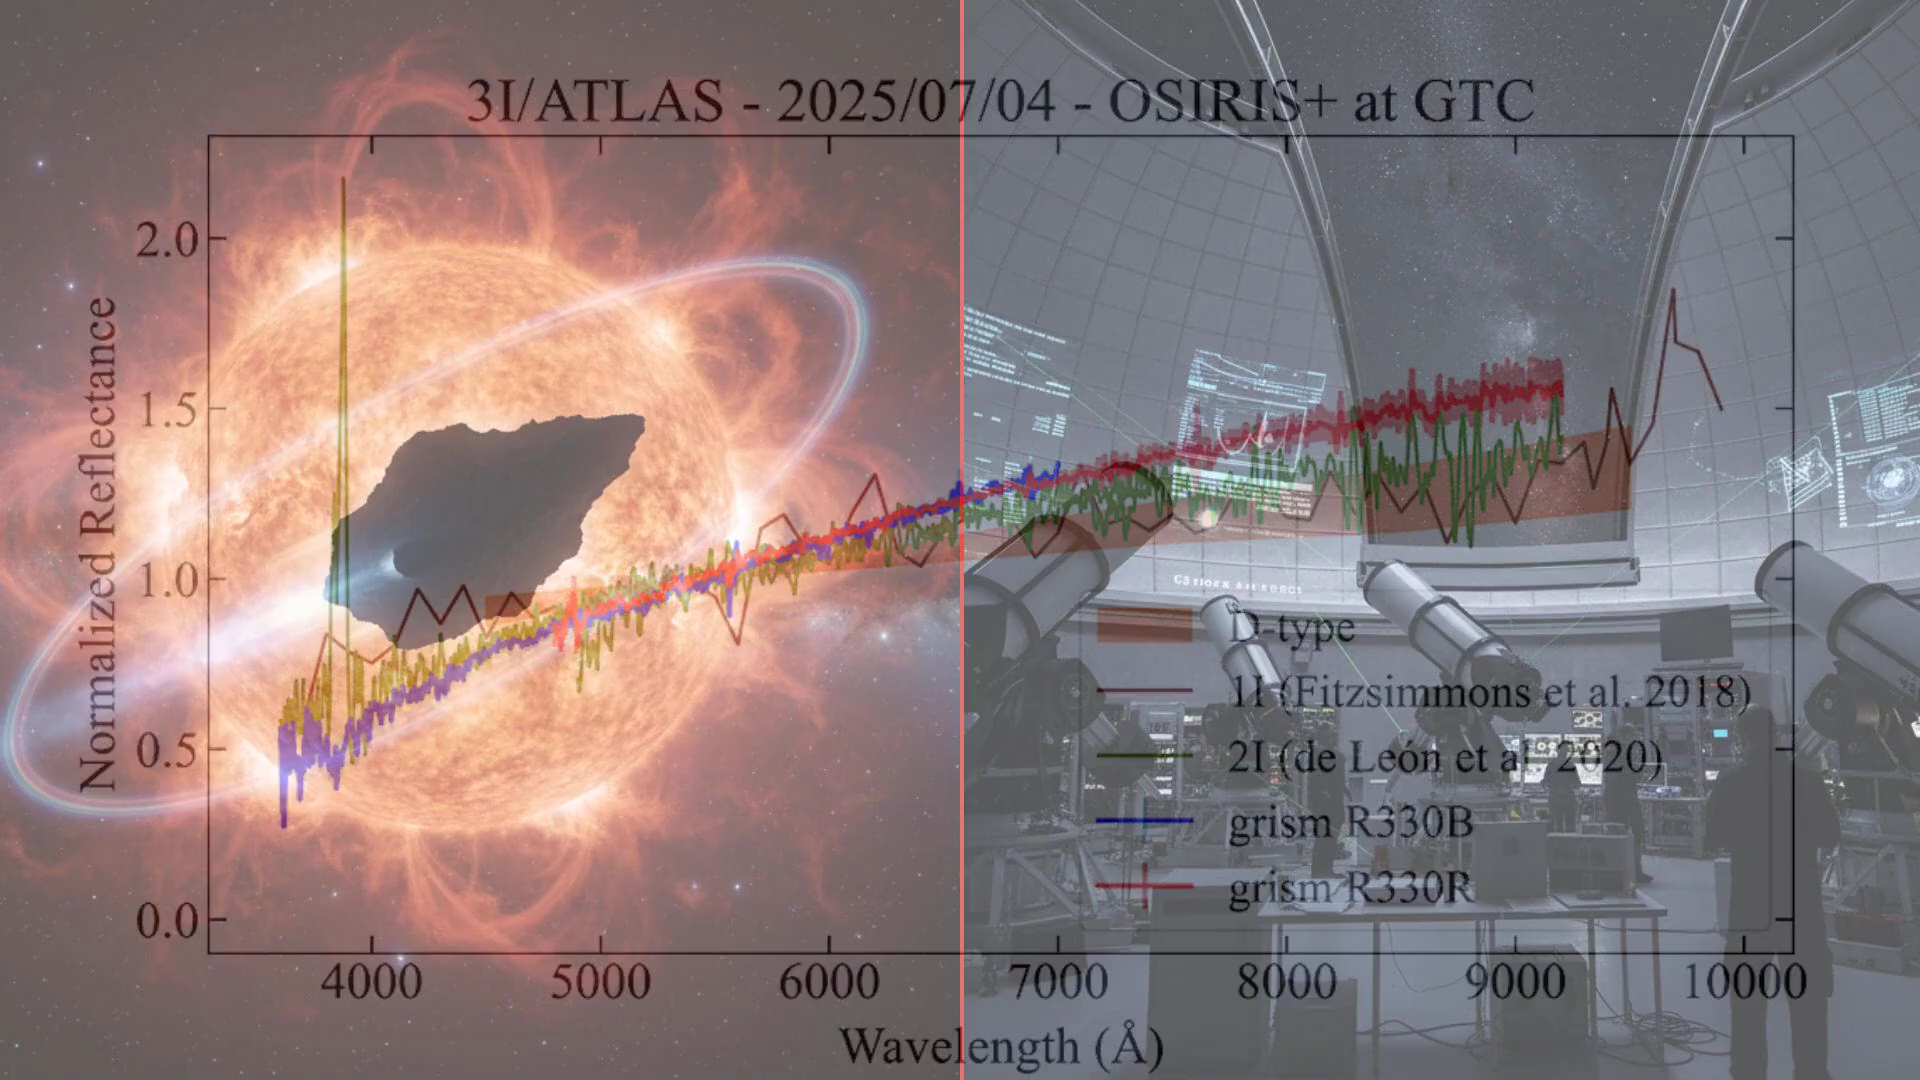 3I/ATLAS - 2025/07/04 - OSIRIS+ at GTC
Normalized Reflectance
2.0
1.5
1.0
0.5
0.0
D-type
1I (Fitzsimmons et al. 2018)
2I (de León et al. 2020)
grism R330B
grism R330R
4000 5000 6000 7000 8000 9000 10000
Wavelength (Å)